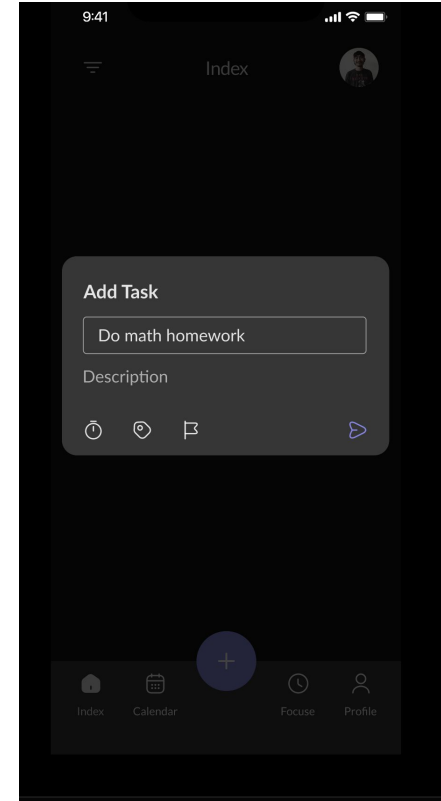 9:41
Index
Add Task
Do math homework
Description
Index Calendar Focuse Profile